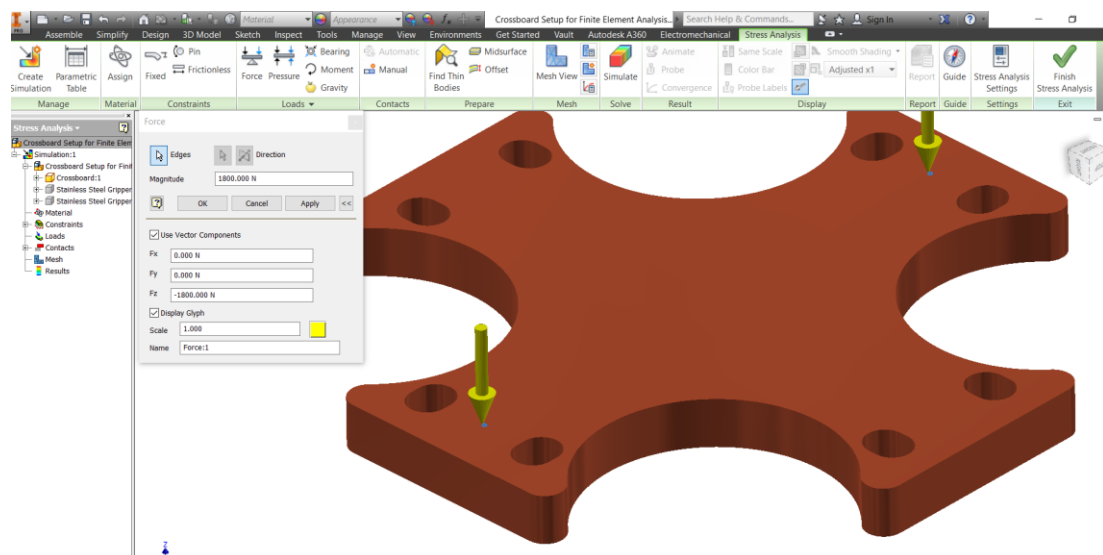 Material
Appearance
Crossboard Setup for Finite Element Analysis...
Search Help & Commands...
Sign In
PRO
Assemble Simplify Design 3D Model Sketch Inspect Tools Manage View Environments Get Started Vault Autodesk A360 Electromechanical Stress Analysis
Create Simulation
Parametric Table
Assign
Fixed
Pin
Frictionless
Force
Pressure
Bearing
Moment
Gravity
Automatic
Manual
Find Thin Bodies
Midsurface
Offset
Mesh View
Simulate
Animate
Probe
Convergence
Same Scale
Color Bar
Probe Labels
Smooth Shading
Adjusted x1
Report
Guide
Stress Analysis Settings
Finish Stress Analysis
Manage Material Constraints Loads Contacts Prepare Mesh Solve Result Display Report Guide Settings Exit
Stress Analysis
Crossboard Setup for Finite Elem
Simulation:1
Crossboard Setup for Finit
Crossboard:1
Stainless Steel Gripper
Stainless Steel Gripper
Material
Constraints
Loads
Contacts
Mesh
Results
Force
Edges
Direction
Magnitude 1800.000 N
OK Cancel Apply <<
Use Vector Components
Fx 0.000 N
Fy 0.000 N
Fz -1800.000 N
Display Glyph
Scale 1.000
Name Force:1
Z